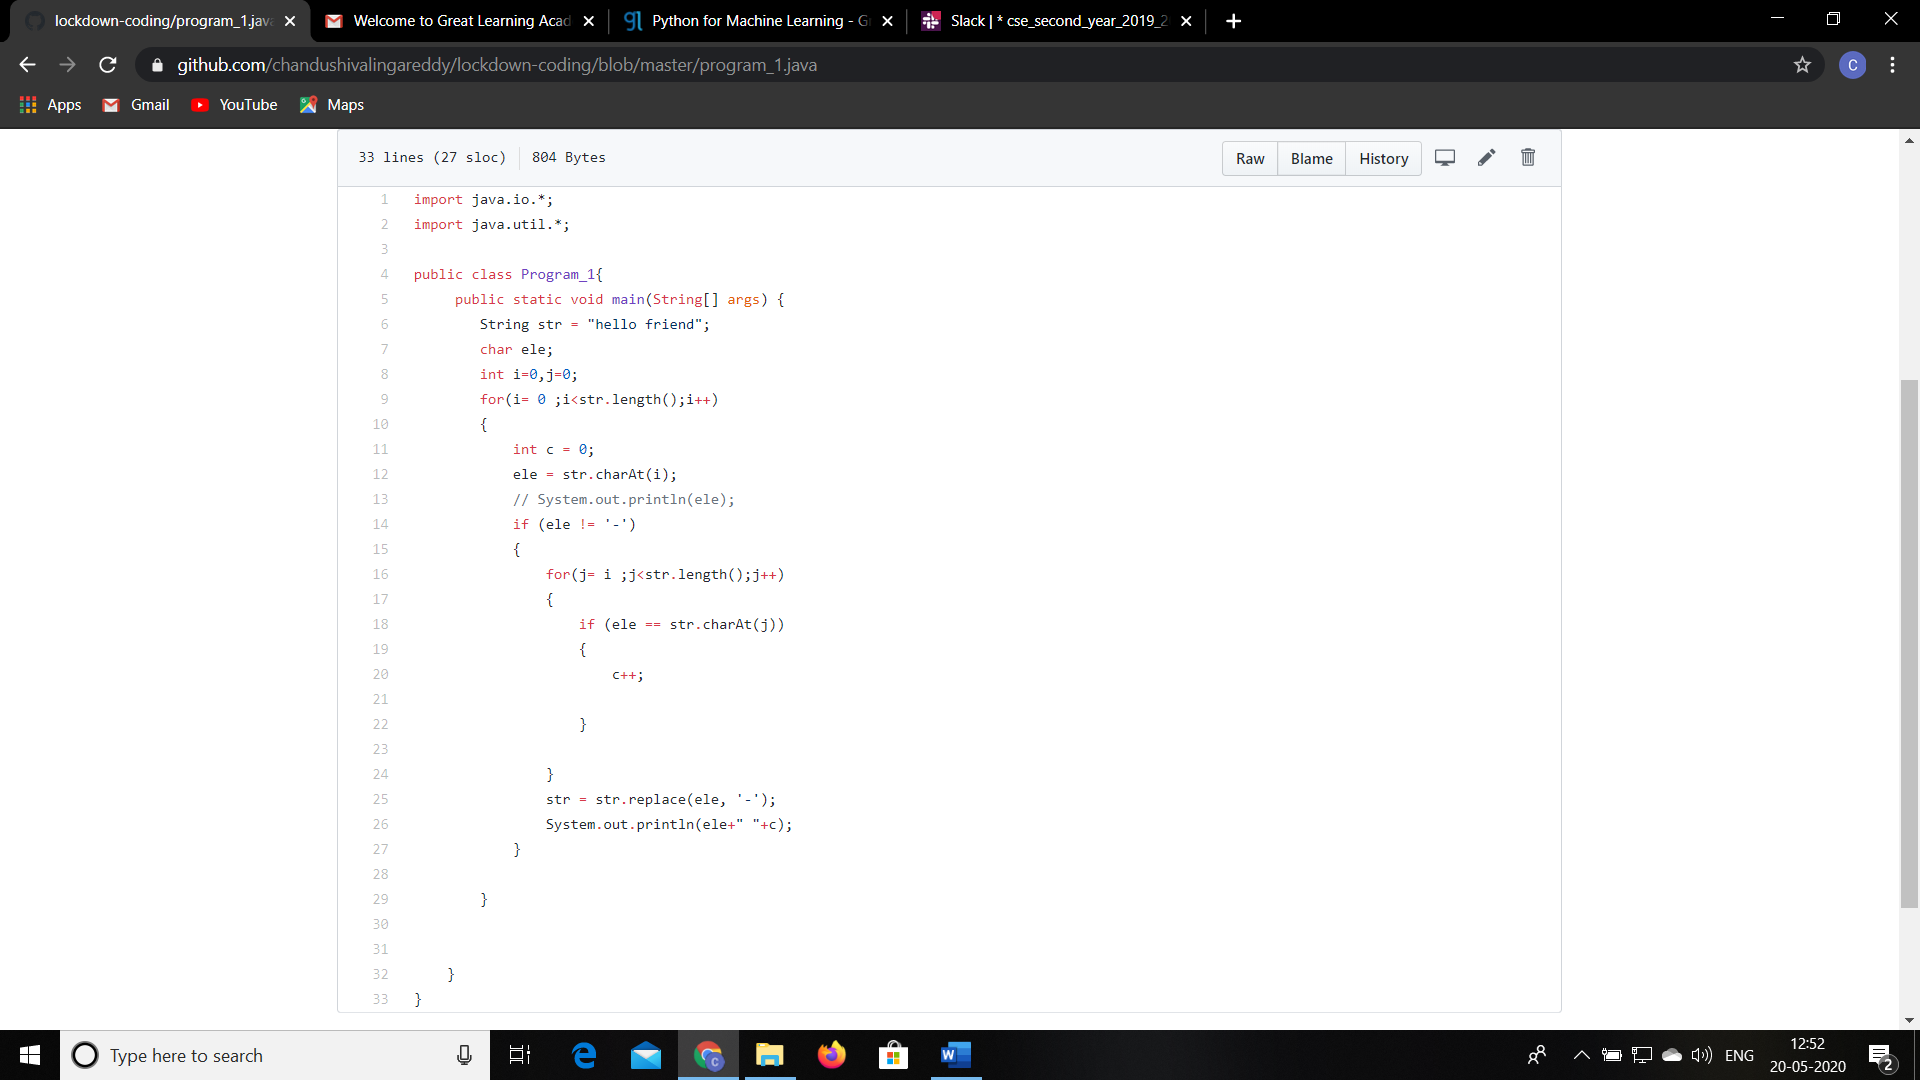 lockdown-coding/program_1.java
Welcome to Great Learning Acad
Python for Machine Learning - G
Slack | * cse_second_year_2019_2
github.com/chandushivalingareddy/lockdown-coding/blob/master/program_1.java
C
Apps Gmail YouTube Maps
33 lines (27 sloc) 804 Bytes
Raw Blame History
1 import java.io.*;
2 import java.util.*;
3
4 public class Program_1{
5 public static void main(String[] args) {
6 String str = "hello friend";
7 char ele;
8 int i=0,j=0;
9 for(i= 0 ;i<str.length();i++)
10 {
11 int c = 0;
12 ele = str.charAt(i);
13 // System.out.println(ele);
14 if (ele != '-')
15 {
16 for(j= i ;j<str.length();j++)
17 {
18 if (ele == str.charAt(j))
19 {
20 c++;
21
22 }
23
24 }
25 str = str.replace(ele, '-');
26 System.out.println(ele+" "+c);
27 }
28
29 }
30
31
32 }
33 }
Type here to search
ENG
12:52
20-05-2020
2